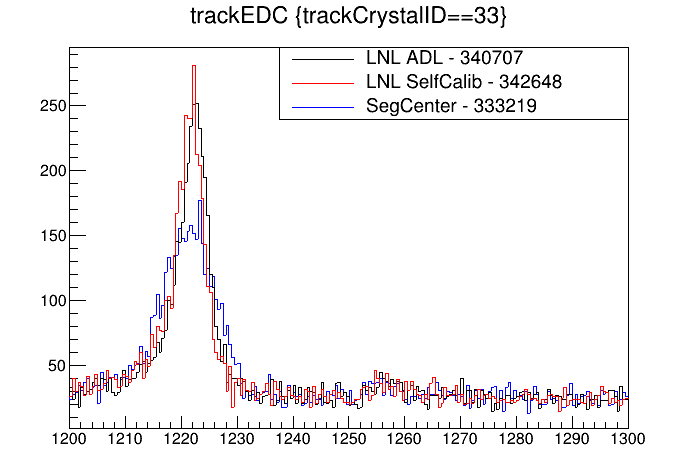 trackEDC {trackCrystalID==33}
LNL ADL - 340707
LNL SelfCalib - 342648
SegCenter - 333219
250
200
150
100
50
1200 1210 1220 1230 1240 1250 1260 1270 1280 1290 1300